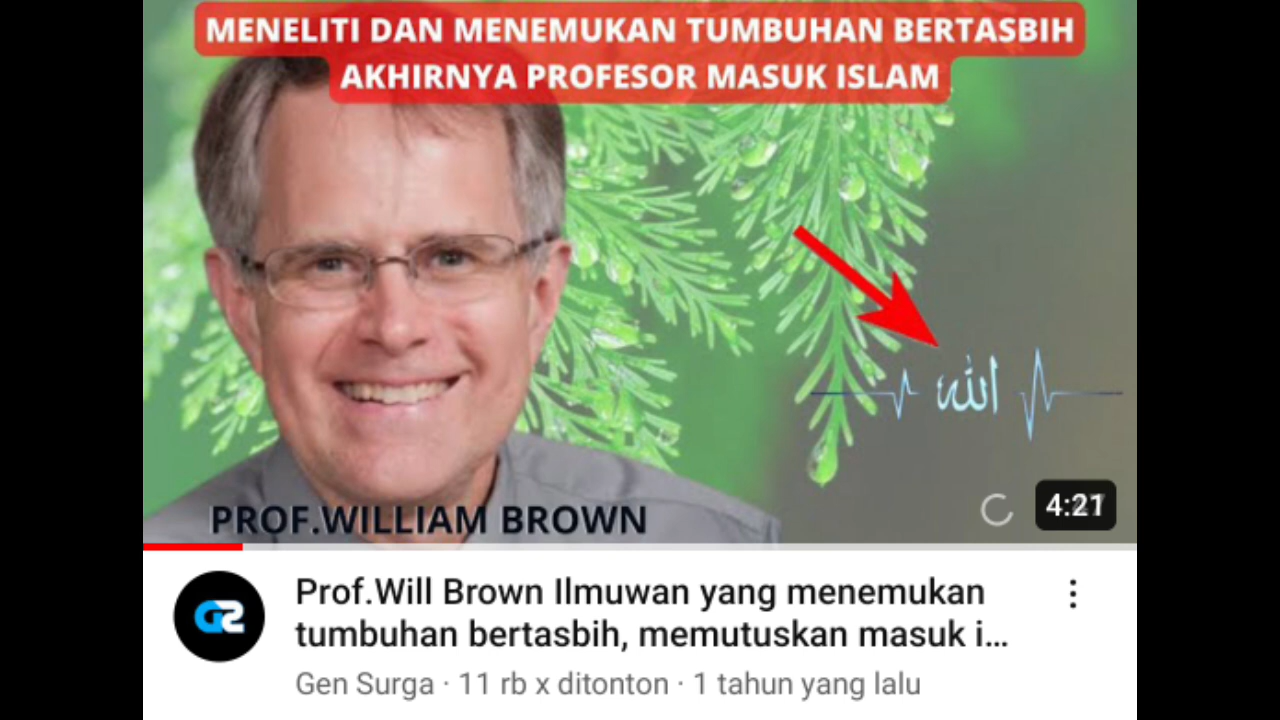 MENELITI DAN MENEMUKAN TUMBUHAN BERTASBIH
AKHIRNYA PROFESOR MASUK ISLAM
الله
PROF.WILLIAM BROWN
4:21
GS
Prof.Will Brown Ilmuwan yang menemukan
tumbuhan bertasbih, memutuskan masuk i...
Gen Surga · 11 rb x ditonton · 1 tahun yang lalu